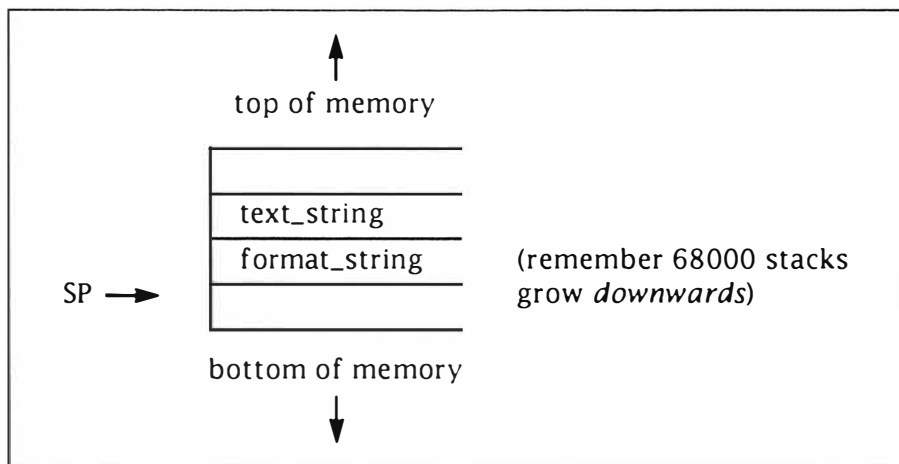 top of memory
text_string
format_string
(remember 68000 stacks
grow downwards)
SP
bottom of memory